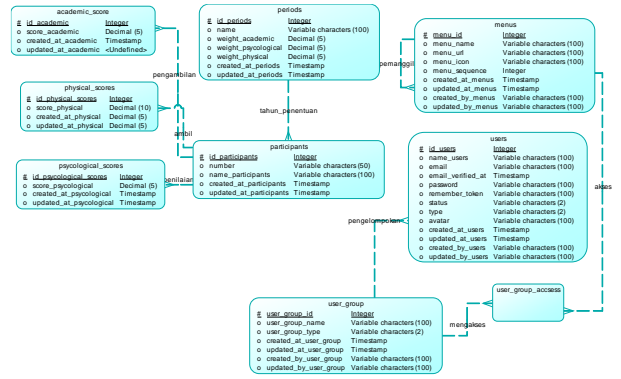 academic_score
# id_academic Integer
o score_academic Decimal (5)
o created_at_academic Timestamp
o updated_at_academic <Undefined>
periods
# id_periods Integer
o name Variable characters (100)
o weight_academic Decimal (5)
o weight_psycological Decimal (5)
o weight_physical Decimal (5)
o created_at_periods Timestamp
o updated_at_periods Timestamp
menus
# menu_id Integer
o menu_name Variable characters (100)
o menu_url Variable characters (100)
o menu_icon Variable characters (100)
o menu_sequence Integer
o created_at_menus Timestamp
o updated_at_menus Timestamp
o created_by_menus Variable characters (100)
o updated_by_menus Variable characters (100)
pengambilan
pemanggil
physical_scores
# id_physical_scores Integer
o score_physical Decimal (10)
o created_at_physical Decimal (5)
o updated_at_physical Decimal (5)
tahun_penentuan
ambil
participants
# id_participants Integer
o number Variable characters (50)
o name_participants Variable characters (100)
o created_at_participants Timestamp
o updated_at_participants Timestamp
users
# id_users Integer
o name_users Variable characters (100)
o email Variable characters (100)
o email_verified_at Timestamp
o password Variable characters (100)
o remember_token Variable characters (100)
o status Variable characters (2)
o type Variable characters (2)
o avatar Variable characters (100)
o created_at_users Timestamp
o updated_at_users Timestamp
o created_by_users Variable characters (100)
o updated_by_users Variable characters (100)
psycological_scores
# id_psycological_scores Integer
o score_psycological Decimal (5)
o created_at_psycological Timestamp
o updated_at_psycological Timestamp
enilaian
akses
pengelompokan
user_group_accsess
user_group
# user_group_id Integer
o user_group_name Variable characters (100)
o user_group_type Variable characters (2)
o created_at_user_group Timestamp
o updated_at_user_group Timestamp
o created_by_user_group Variable characters (100)
o updated_by_user_group Variable characters (100)
mengakses